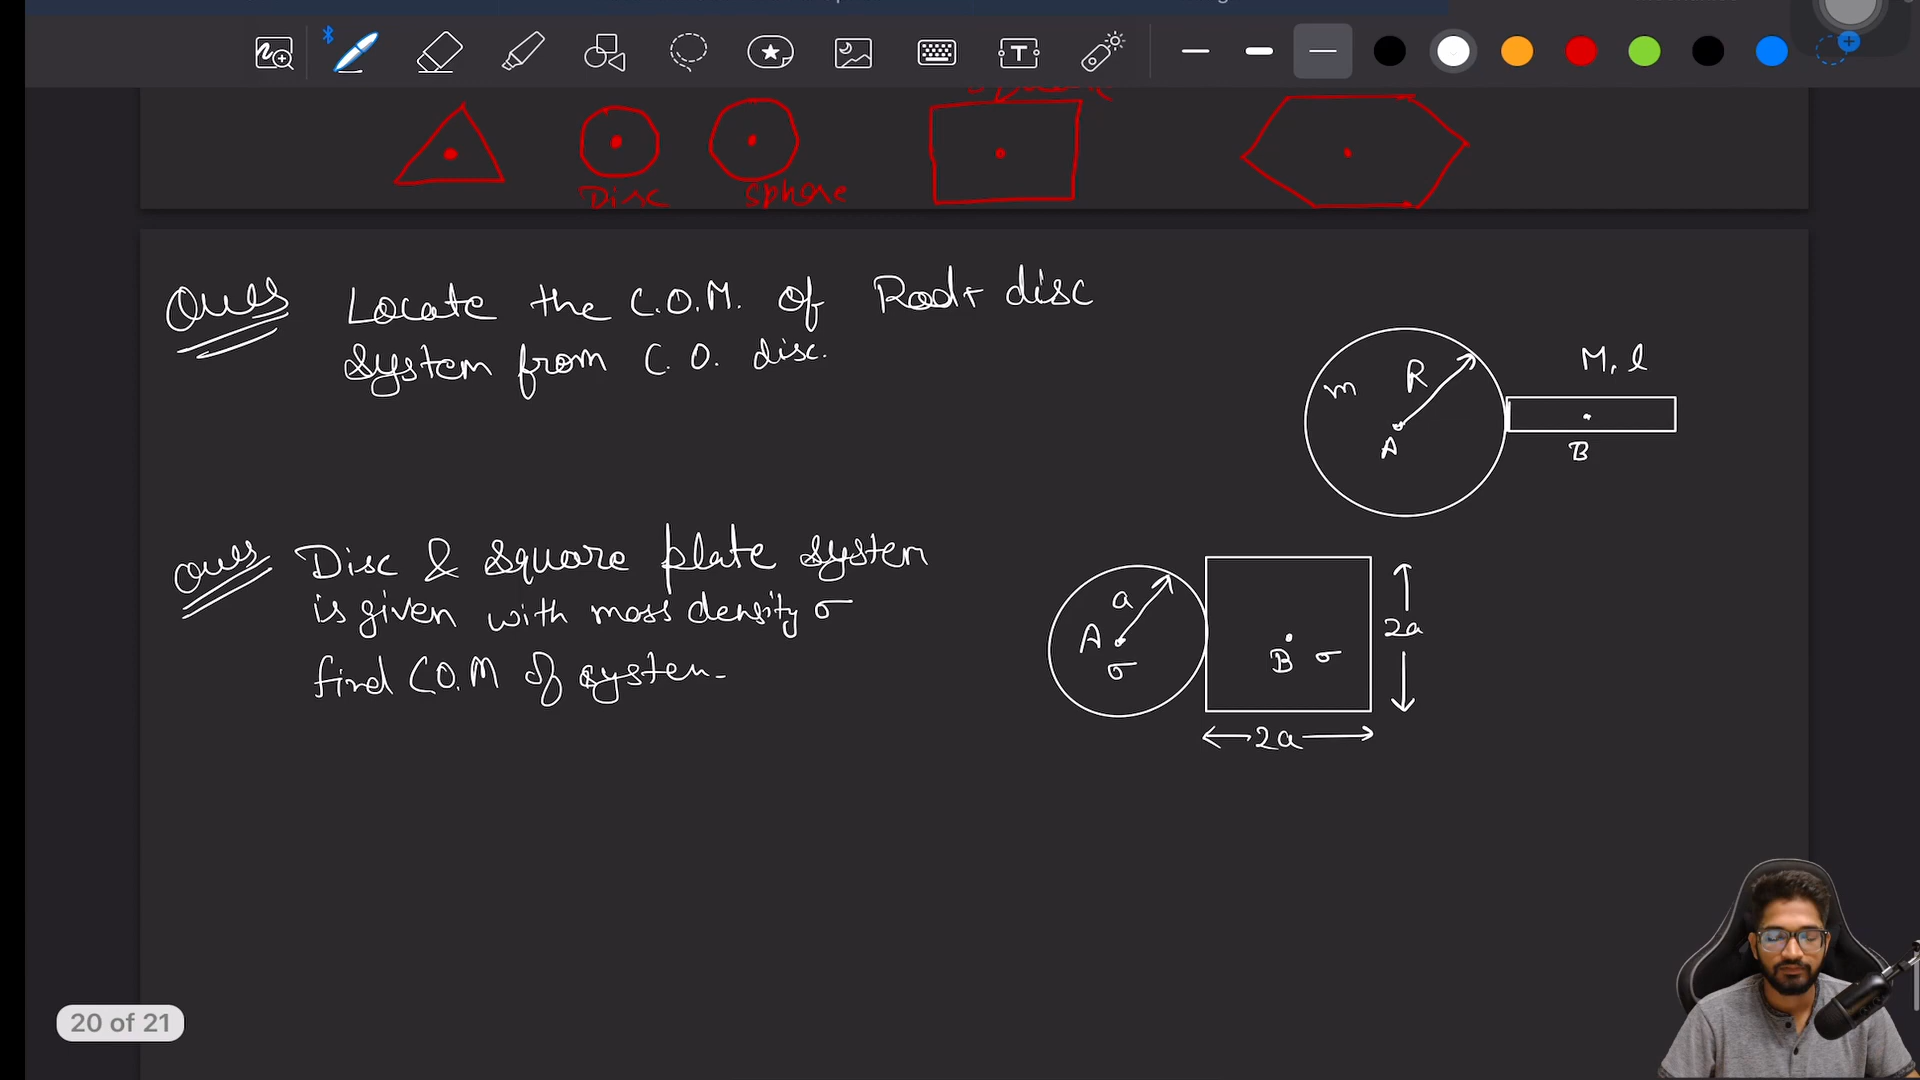 Disc
Sphere
Ques Locate the C.O.M. of Rod + disc
system from C.O. disc.
M, l
m
R
A
B
Ques Disc & square plate system
is given with mass density σ
find C.O.M of system.
a
A
σ
B σ
2a
2a
20 of 21
T